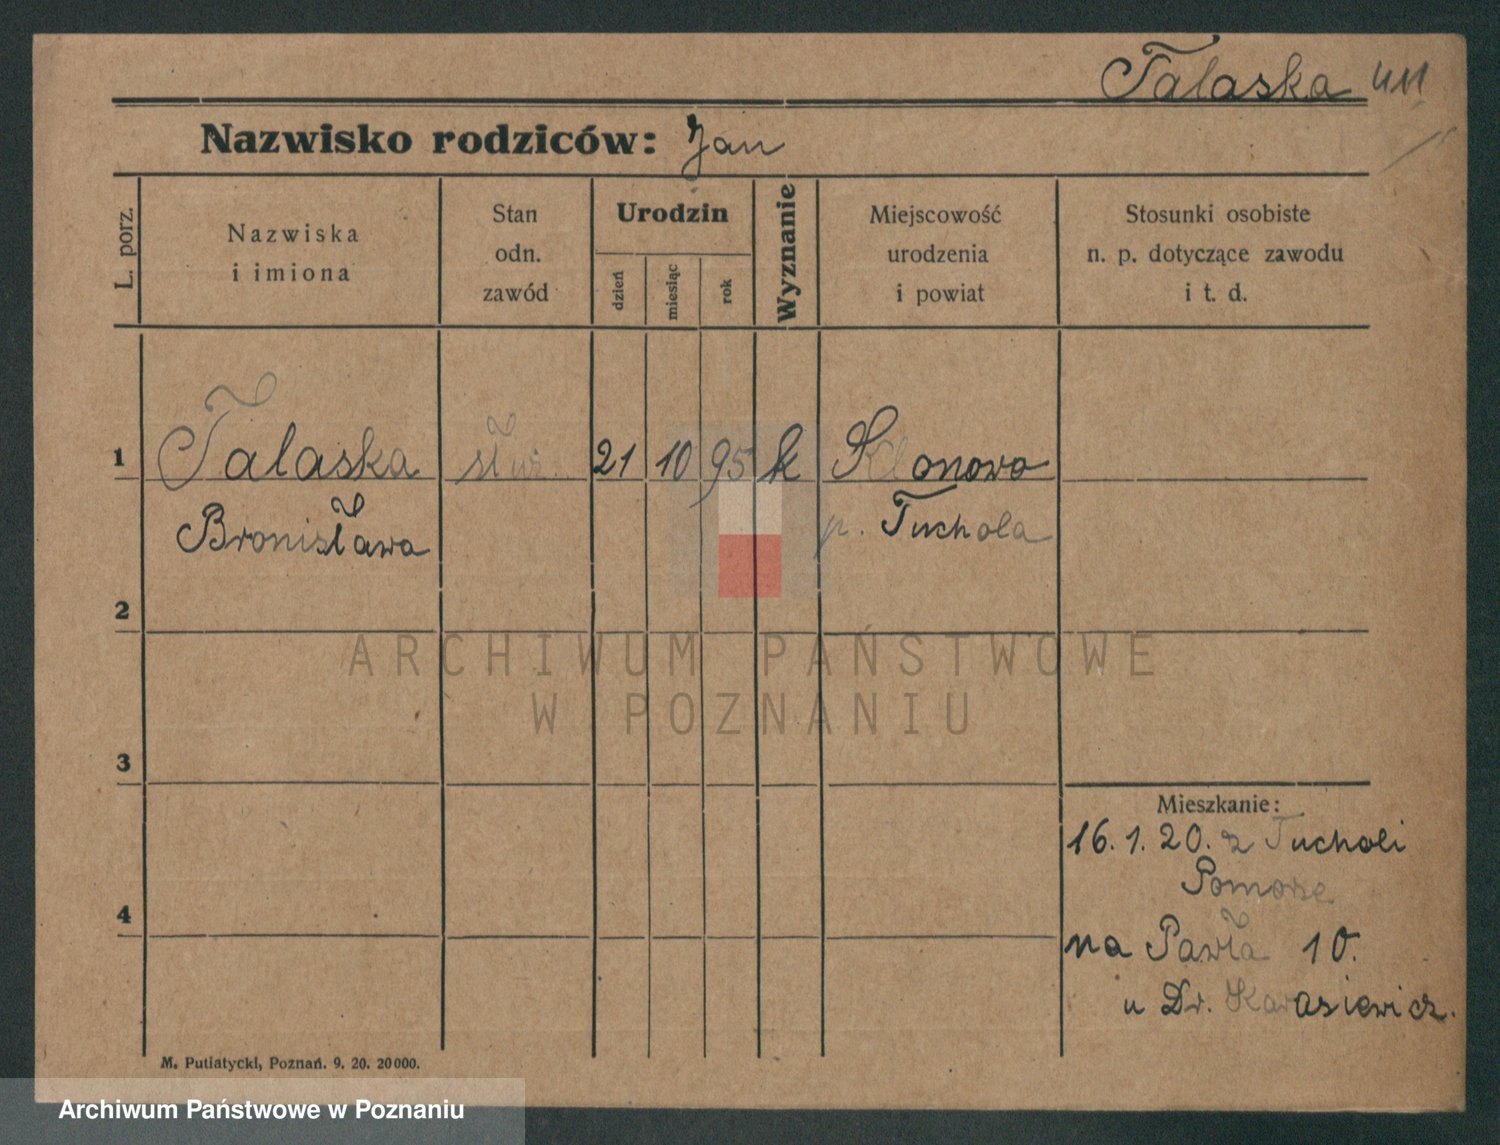 Talaska
Nazwisko rodziców: Jan
L. porz.
Nazwiska
i imiona
Stan
odn.
zawód
Urodzin
dzień
miesiąc
rok
Wyznanie
Miejscowość
urodzenia
i powiat
Stosunki osobiste
n. p. dotyczące zawodu
i t. d.
1 Talaska służ. 21 10 95 k Klonowo
Bronisława p. Tuchola
2
3
4
Mieszkanie:
16.1.20. z Tucholi
Pomorze
na Pawła 10.
u Dr. Karasiewicz.
M. Putiatycki, Poznań. 9. 20. 20000.
ARCHIWUM PAŃSTWOWE
W POZNANIU
Archiwum Państwowe w Poznaniu